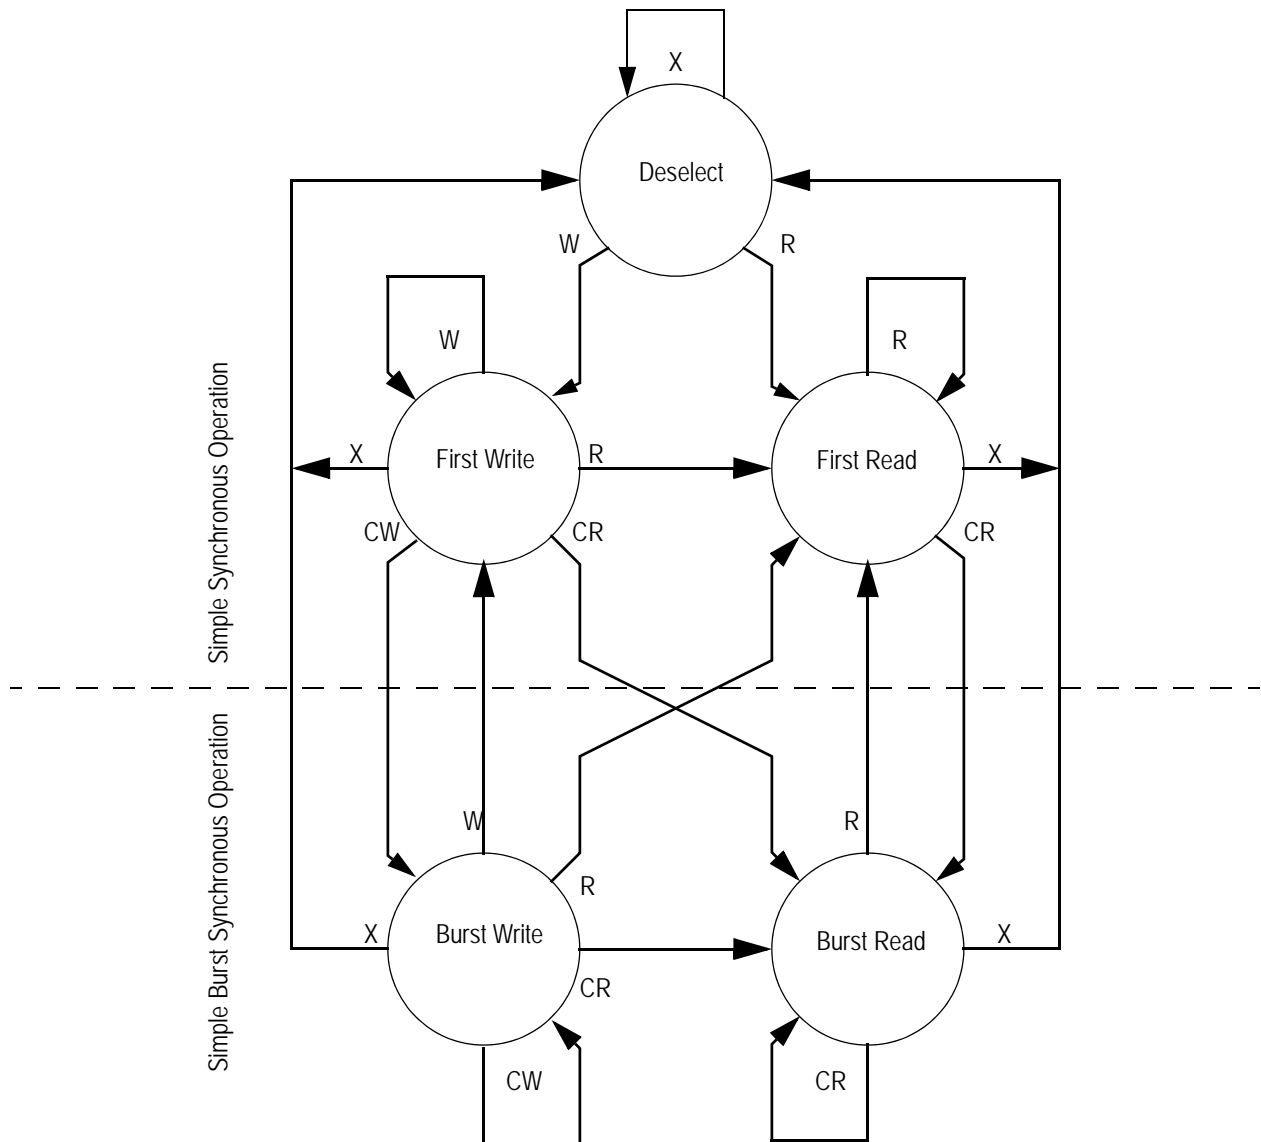 X
Deselect
W
R
W
R
Simple Synchronous Operation
X
First Write
R
First Read
X
CW
CR
CR
Simple Burst Synchronous Operation
W
R
R
X
Burst Write
Burst Read
X
CR
CW
CR